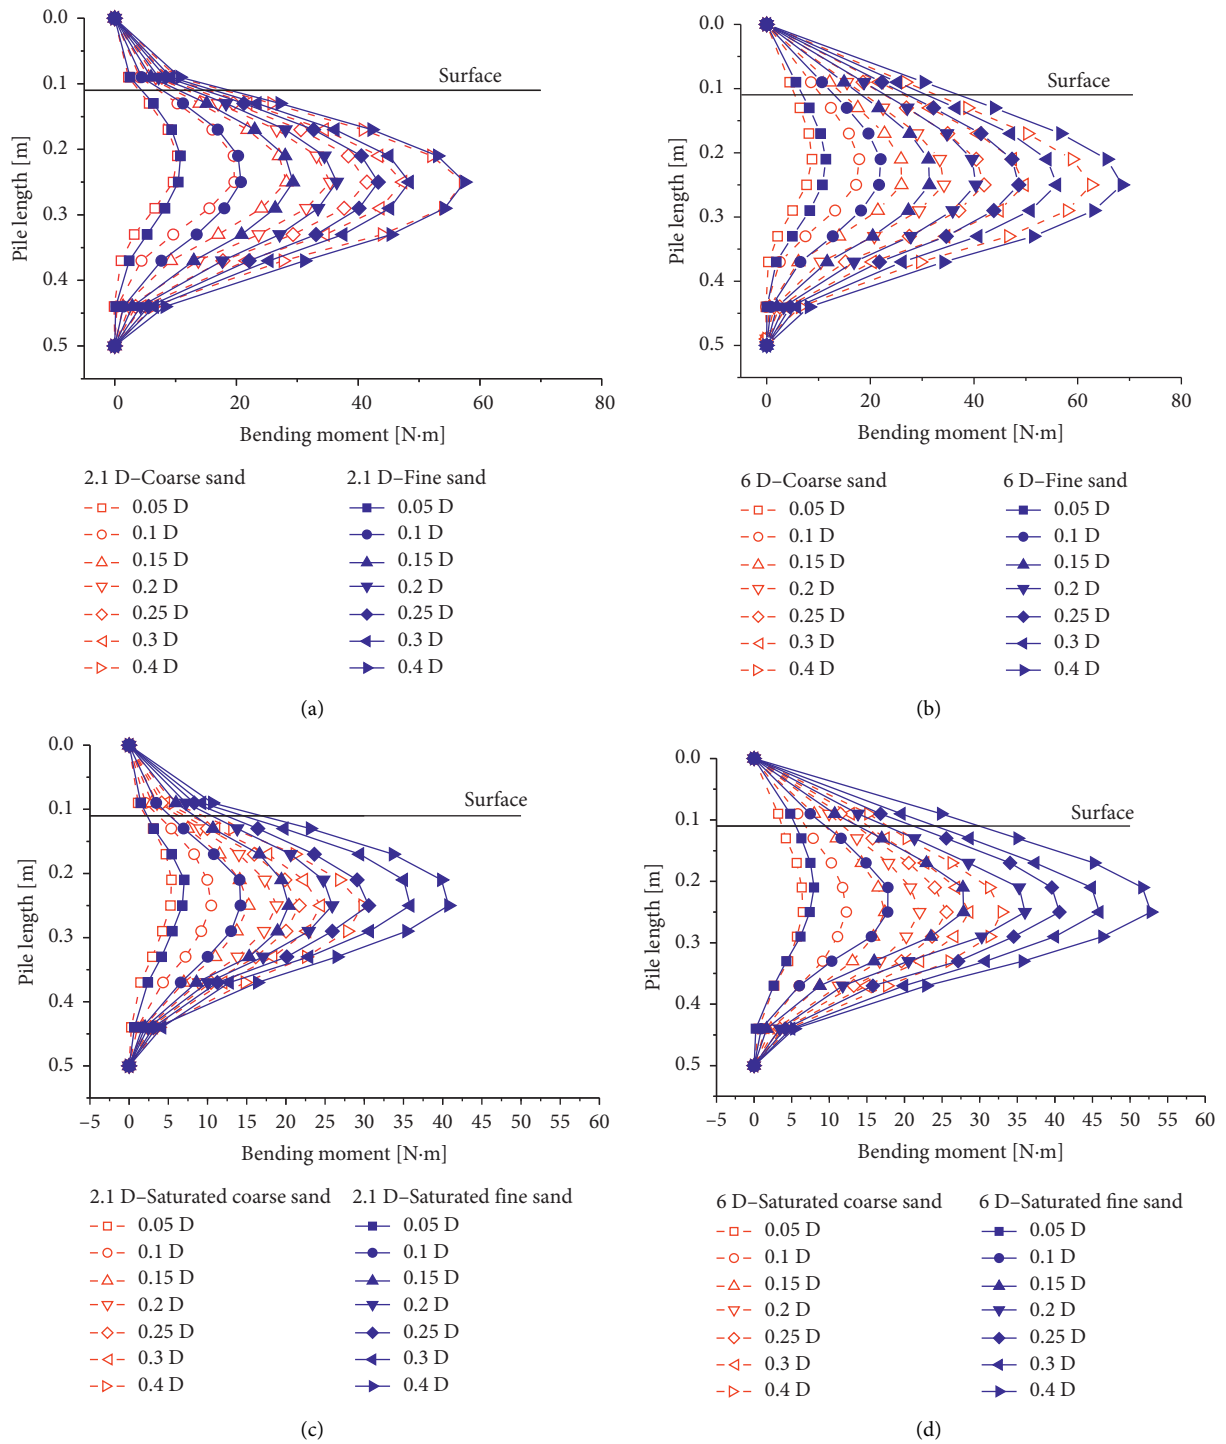 0.0
0.1
0.2
0.3
0.4
0.5
Pile length [m]
Surface
0 20 40 60 80
Bending moment [N·m]
2.1 D–Coarse sand
0.05 D
0.1 D
0.15 D
0.2 D
0.25 D
0.3 D
0.4 D
2.1 D–Fine sand
0.05 D
0.1 D
0.15 D
0.2 D
0.25 D
0.3 D
0.4 D
(a)
0.0
0.1
0.2
0.3
0.4
0.5
Pile length [m]
Surface
0 10 20 30 40 50 60 70 80
Bending moment [N·m]
6 D–Coarse sand
0.05 D
0.1 D
0.15 D
0.2 D
0.25 D
0.3 D
0.4 D
6 D–Fine sand
0.05 D
0.1 D
0.15 D
0.2 D
0.25 D
0.3 D
0.4 D
(b)
0.0
0.1
0.2
0.3
0.4
0.5
Pile length [m]
Surface
−5 0 5 10 15 20 25 30 35 40 45 50 55 60
Bending moment [N·m]
2.1 D–Saturated coarse sand
0.05 D
0.1 D
0.15 D
0.2 D
0.25 D
0.3 D
0.4 D
2.1 D–Saturated fine sand
0.05 D
0.1 D
0.15 D
0.2 D
0.25 D
0.3 D
0.4 D
(c)
0.0
0.1
0.2
0.3
0.4
0.5
Pile length [m]
Surface
−5 0 5 10 15 20 25 30 35 40 45 50 55 60
Bending moment [N·m]
6 D–Saturated coarse sand
0.05 D
0.1 D
0.15 D
0.2 D
0.25 D
0.3 D
0.4 D
6 D–Saturated fine sand
0.05 D
0.1 D
0.15 D
0.2 D
0.25 D
0.3 D
0.4 D
(d)